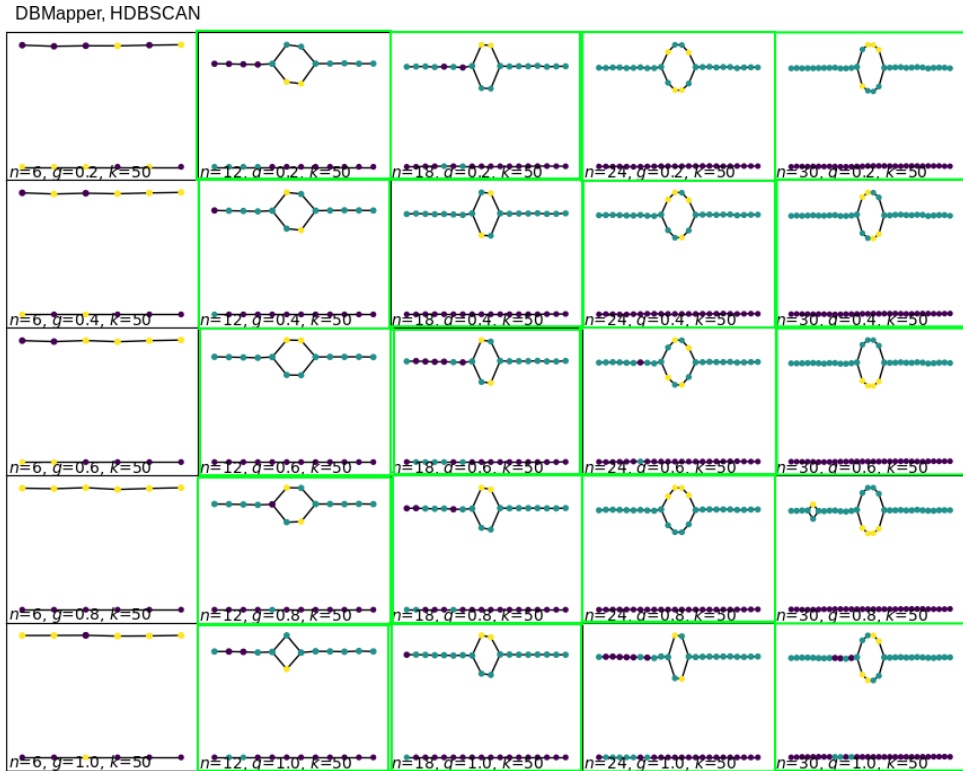 DBMapper, HDBSCAN
n=6, g=0.2, k=50 n=12, g=0.2, k=50 n=18, g=0.2, k=50 n=24, g=0.2, k=50 n=30, g=0.2, k=50
n=6, g=0.4, k=50 n=12, g=0.4, k=50 n=18, g=0.4, k=50 n=24, g=0.4, k=50 n=30, g=0.4, k=50
n=6, g=0.6, k=50 n=12, g=0.6, k=50 n=18, g=0.6, k=50 n=24, g=0.6, k=50 n=30, g=0.6, k=50
n=6, g=0.8, k=50 n=12, g=0.8, k=50 n=18, g=0.8, k=50 n=24, g=0.8, k=50 n=30, g=0.8, k=50
n=6, g=1.0, k=50 n=12, g=1.0, k=50 n=18, g=1.0, k=50 n=24, g=1.0, k=50 n=30, g=1.0, k=50